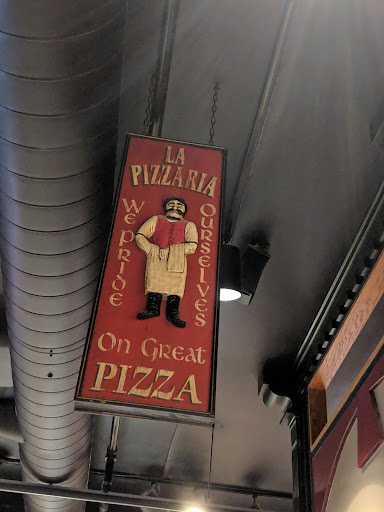 LA
PIZZARIA
WE PRIDE
OURSELVES
On Great
PIZZA